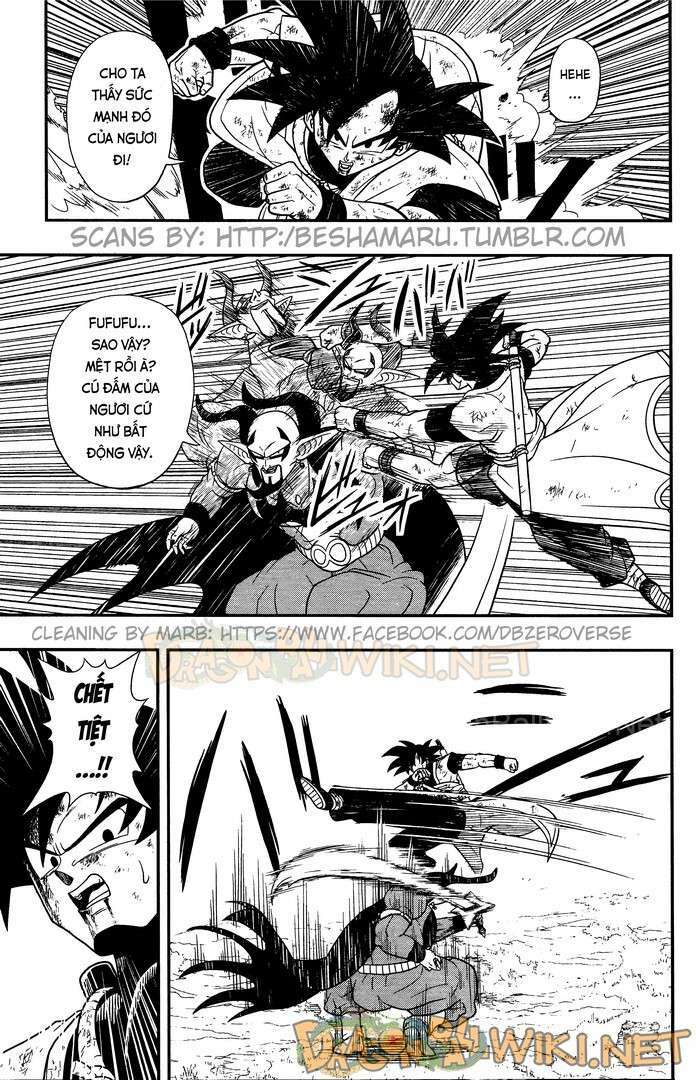 HEHE
...
CHO TA
THẤY SỨC
MẠNH ĐÓ
CỦA NGƯƠI
ĐI!
SCANS BY: HTTP:/BESHAMARU.TUMBLR.COM
FUFUFU...
SAO VẬY?
MỆT RỒI À?
CÚ ĐẤM CỦA
NGƯƠI CỨ
NHƯ BẤT
ĐỘNG VẬY.
CLEANING BY MARB: HTTPS://WWW.FACEBOOK.COM/DBZEROVERSE
DRAGONBALLWIKI.NET
CHẾT
TIỆT
....!!
DRAGONBALLWIKI.NET